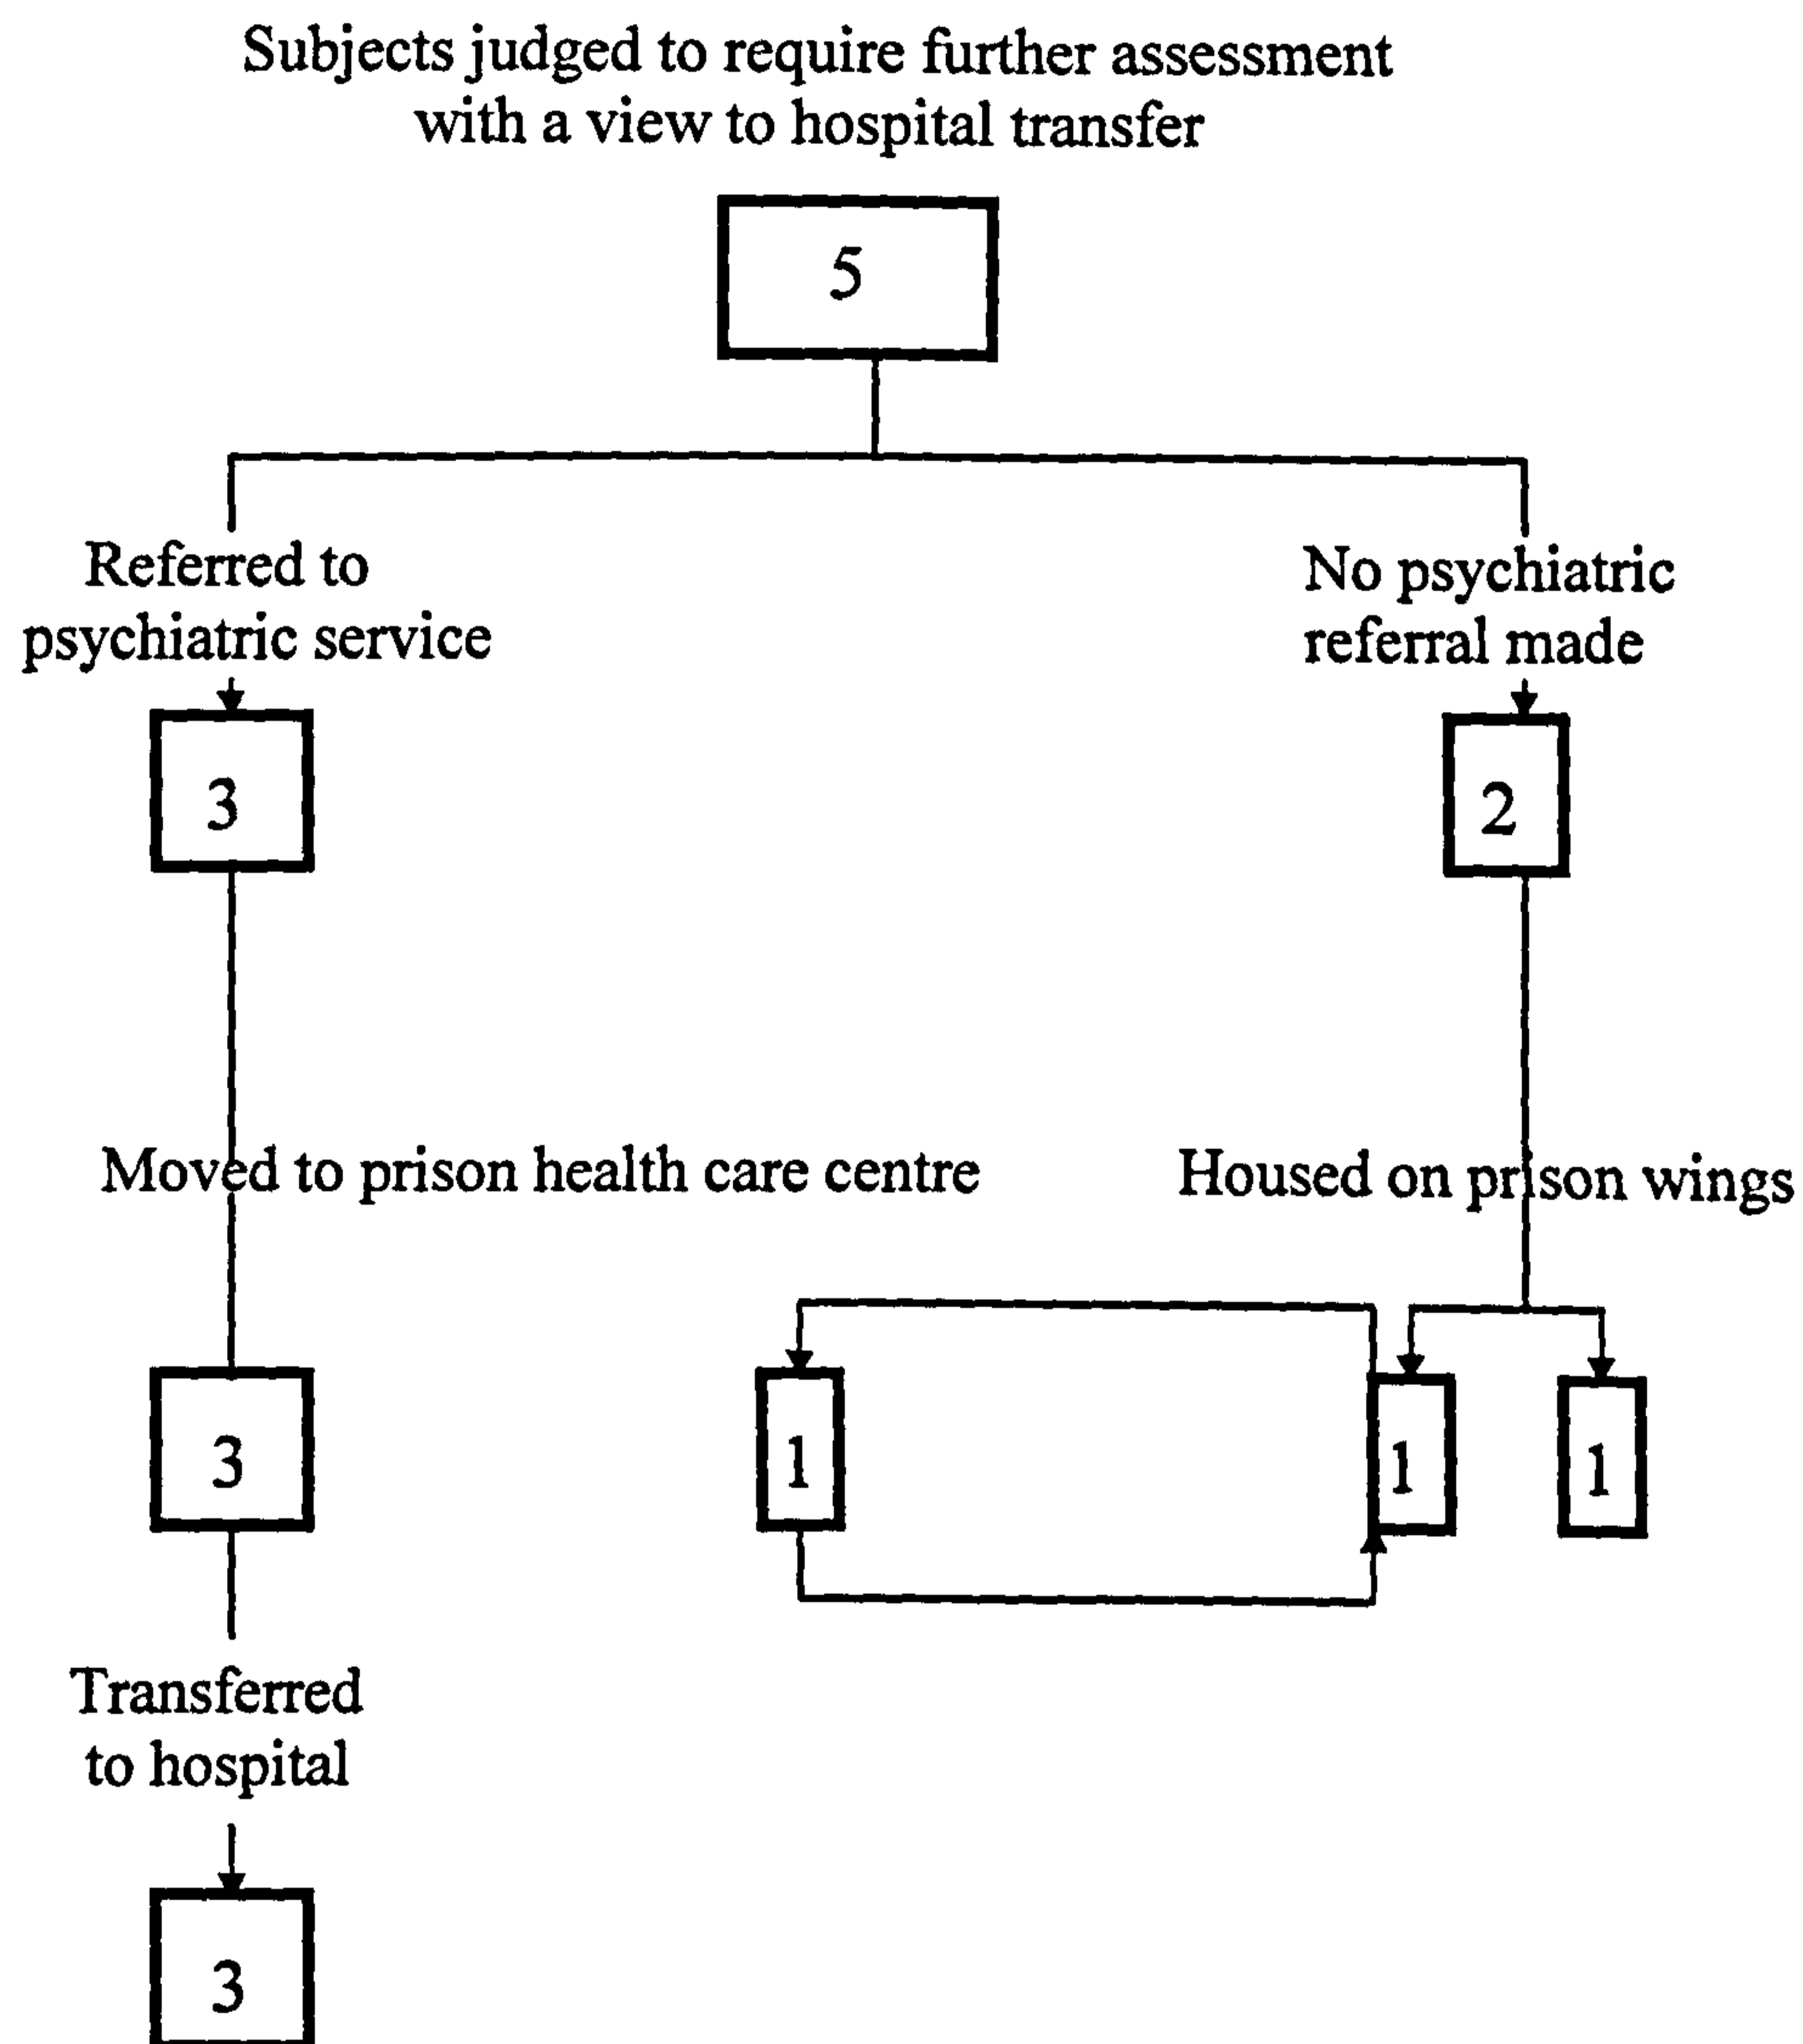 Subjects judged to require further assessment
with a view to hospital transfer
5
Referred to
psychiatric service
No psychiatric
referral made
3
2
Moved to prison health care centre
Housed on prison wings
3
1
1
1
Transferred
to hospital
3